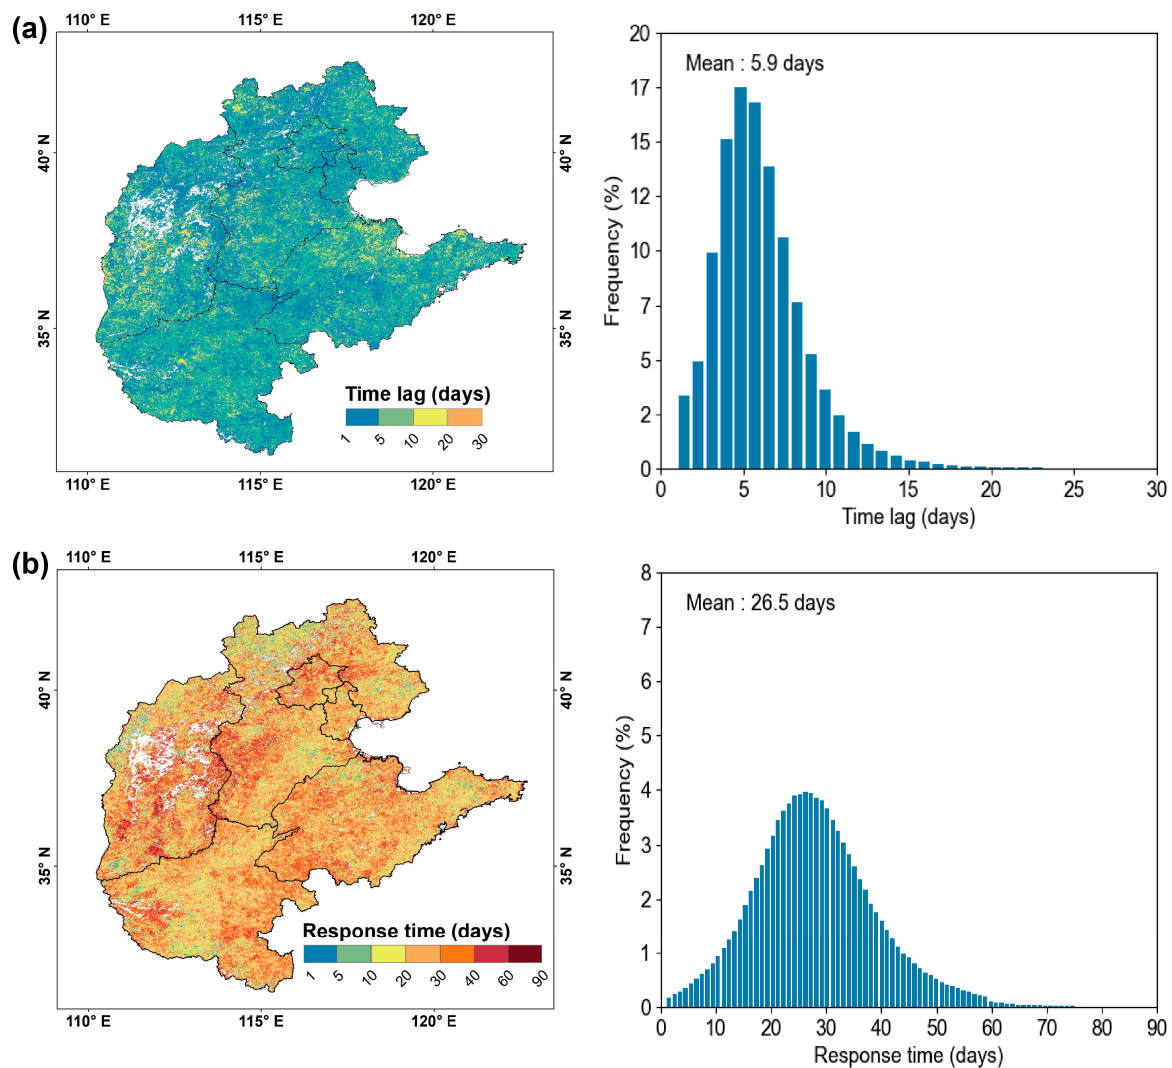 (a)
110° E 115° E 120° E
40° N
35° N
40° N
35° N
Time lag (days)
1 5 10 20 30
110° E 115° E 120° E
Mean : 5.9 days
Frequency (%)
20
17
15
12
10
7
5
2
0
0 5 10 15 20 25 30
Time lag (days)
(b)
110° E 115° E 120° E
40° N
35° N
40° N
35° N
Response time (days)
1 5 10 20 30 40 60 90
110° E 115° E 120° E
Mean : 26.5 days
Frequency (%)
8
7
6
5
4
3
2
1
0
0 10 20 30 40 50 60 70 80 90
Response time (days)